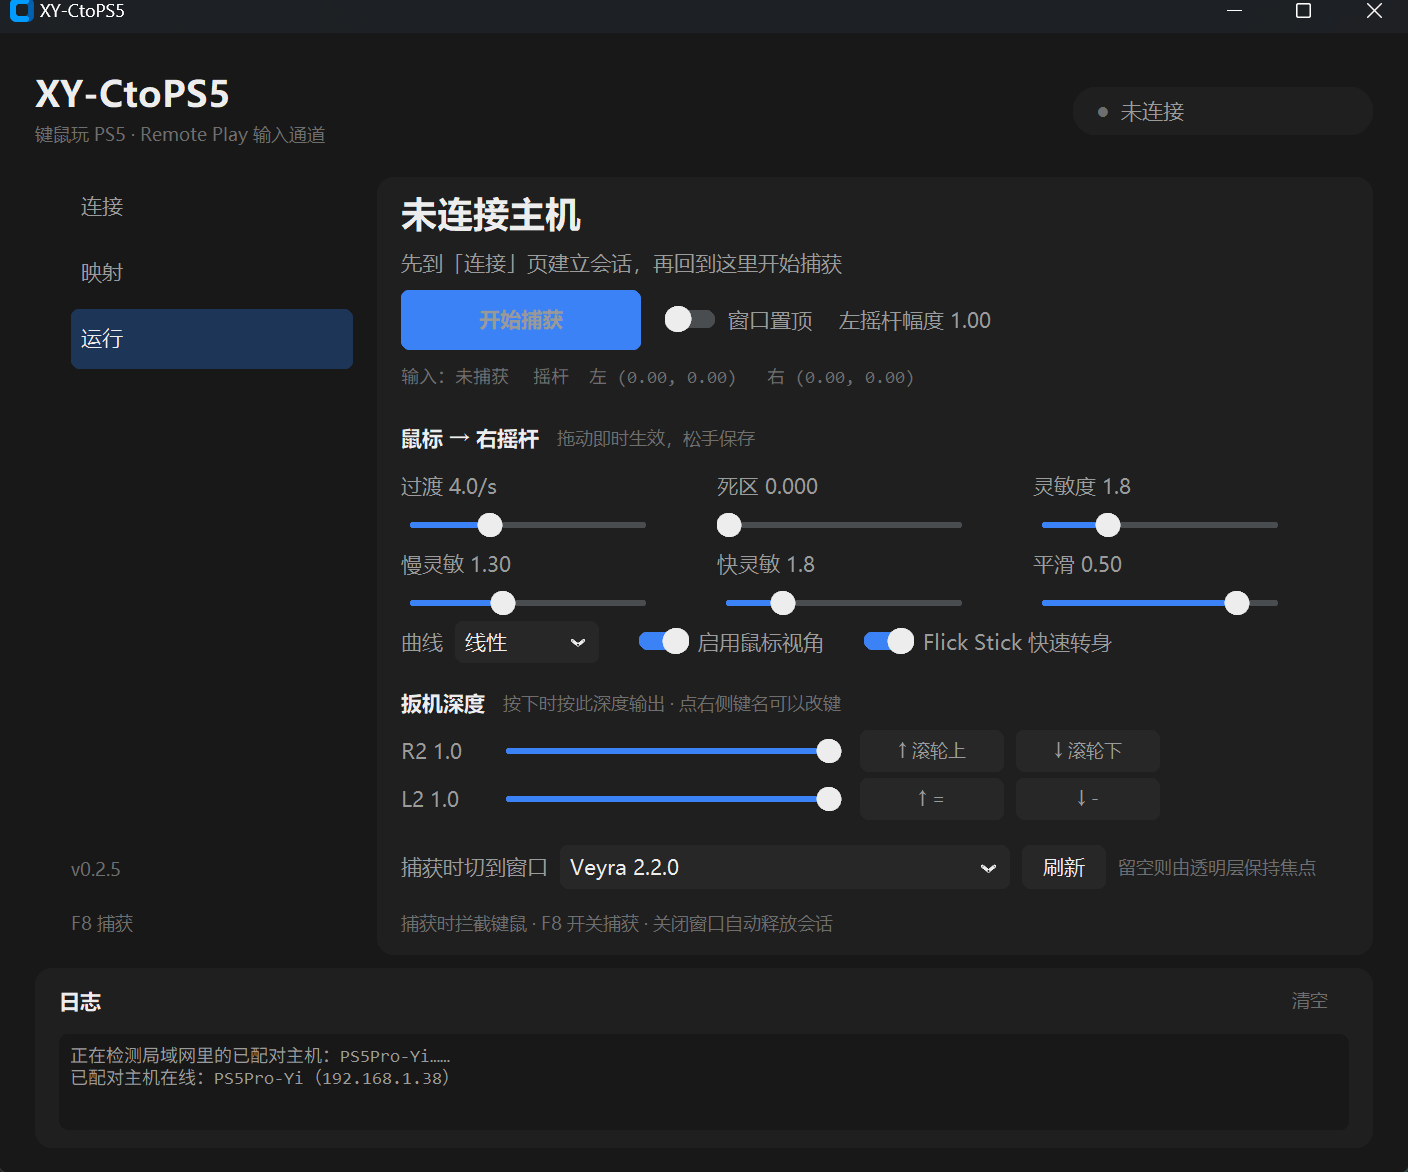 XY-CtoPS5
XY-CtoPS5
键鼠玩 PS5 · Remote Play 输入通道
未连接
连接
映射
运行
v0.2.5
F8 捕获
未连接主机
先到「连接」页建立会话，再回到这里开始捕获
开始捕获 窗口置顶 左摇杆幅度 1.00
输入：未捕获 摇杆 左 (0.00, 0.00) 右 (0.00, 0.00)
鼠标 → 右摇杆 拖动即时生效，松手保存
过渡 4.0/s 死区 0.000 灵敏度 1.8
慢灵敏 1.30 快灵敏 1.8 平滑 0.50
曲线 线性 启用鼠标视角 Flick Stick 快速转身
扳机深度 按下时按此深度输出 · 点右侧键名可以改键
R2 1.0 ↑ 滚轮上 ↓ 滚轮下
L2 1.0 ↑ = ↓ -
捕获时切到窗口 Veyra 2.2.0 刷新 留空则由透明层保持焦点
捕获时拦截键鼠 · F8 开关捕获 · 关闭窗口自动释放会话
日志 清空
正在检测局域网里的已配对主机：PS5Pro-Yi……
已配对主机在线：PS5Pro-Yi（192.168.1.38）